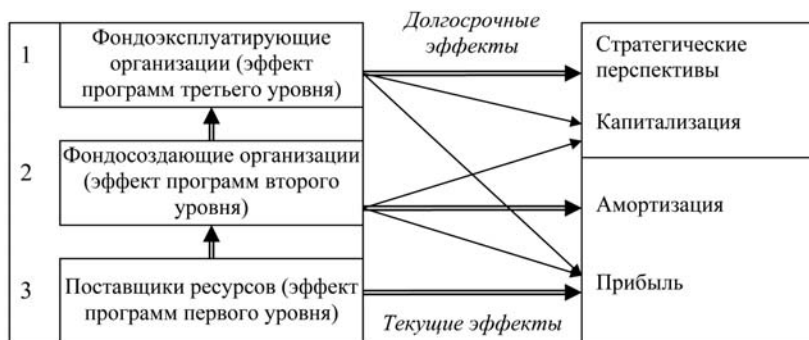 Долгосрочные
эффекты
1
Фондоэксплуатирующие
организации (эффект
программ третьего уровня)
Стратегические
перспективы
Капитализация
2
Фондосоздающие организации
(эффект программ второго
уровня)
Амортизация
3
Поставщики ресурсов (эффект
программ первого уровня)
Прибыль
Текущие эффекты